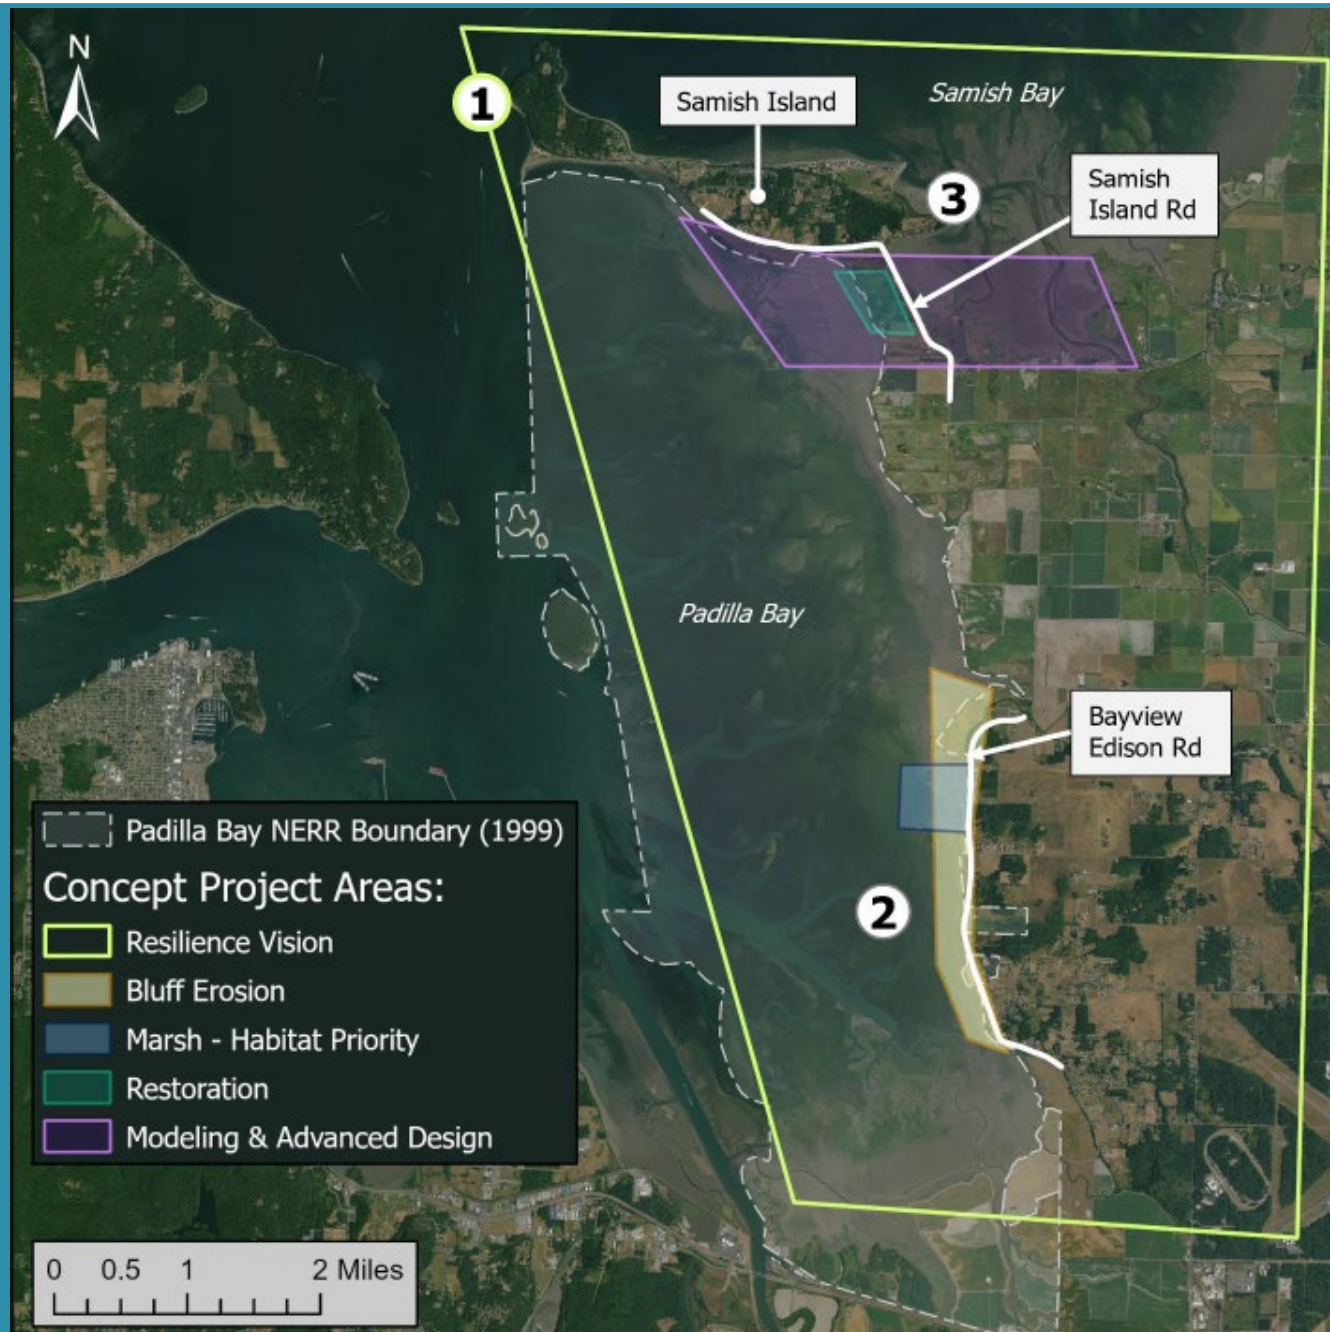 N
1
Samish Island
Samish Bay
3
Samish
Island Rd
Padilla Bay
Bayview
Edison Rd
2
Padilla Bay NERR Boundary (1999)
Concept Project Areas:
Resilience Vision
Bluff Erosion
Marsh - Habitat Priority
Restoration
Modeling & Advanced Design
0 0.5 1 2 Miles